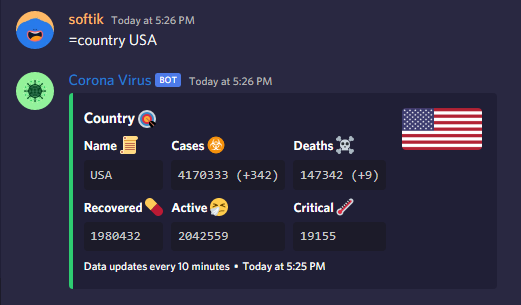 softik Today at 5:26 PM
=country USA
Corona Virus BOT Today at 5:26 PM
Country
Name Cases Deaths
USA 4170333 (+342) 147342 (+9)
Recovered Active Critical
1980432 2042559 19155
Data updates every 10 minutes • Today at 5:25 PM